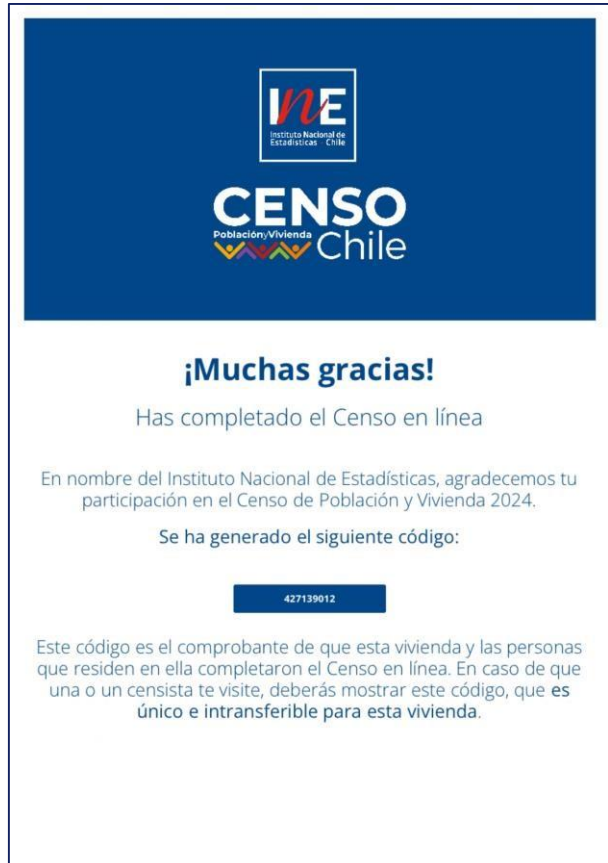 INE
Instituto Nacional de
Estadísticas Chile
CENSO
PoblaciónyVivienda
Chile
¡Muchas gracias!
Has completado el Censo en línea
En nombre del Instituto Nacional de Estadísticas, agradecemos tu
participación en el Censo de Población y Vivienda 2024.
Se ha generado el siguiente código:
427139012
Este código es el comprobante de que esta vivienda y las personas
que residen en ella completaron el Censo en línea. En caso de que
una o un censista te visite, deberás mostrar este código, que es
único e intransferible para esta vivienda.